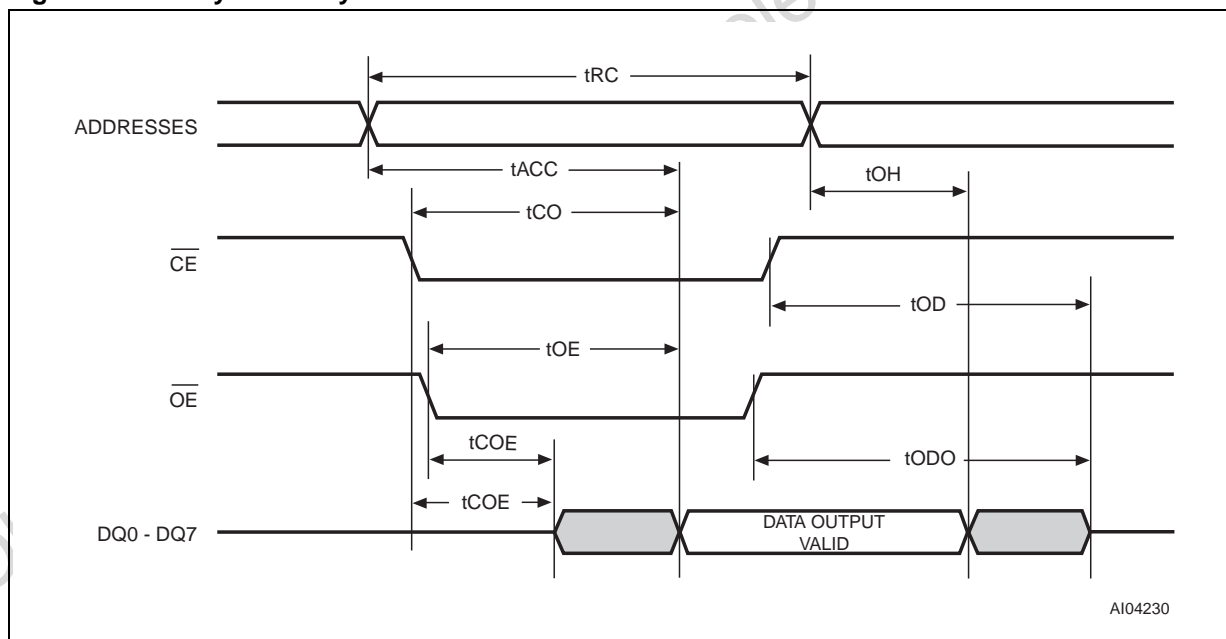 tRC
ADDRESSES
tACC
tOH
tCO
CE
tOD
tOE
OE
tCOE
tODO
tCOE
DQ0 - DQ7
DATA OUTPUT
VALID
AI04230